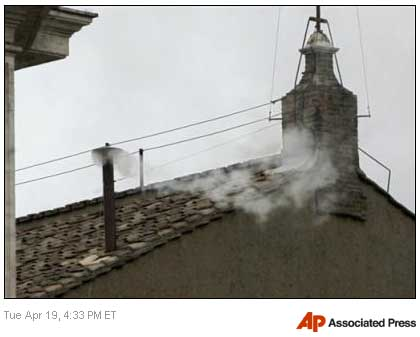 Tue Apr 19, 4:33 PM ET
AP Associated Press